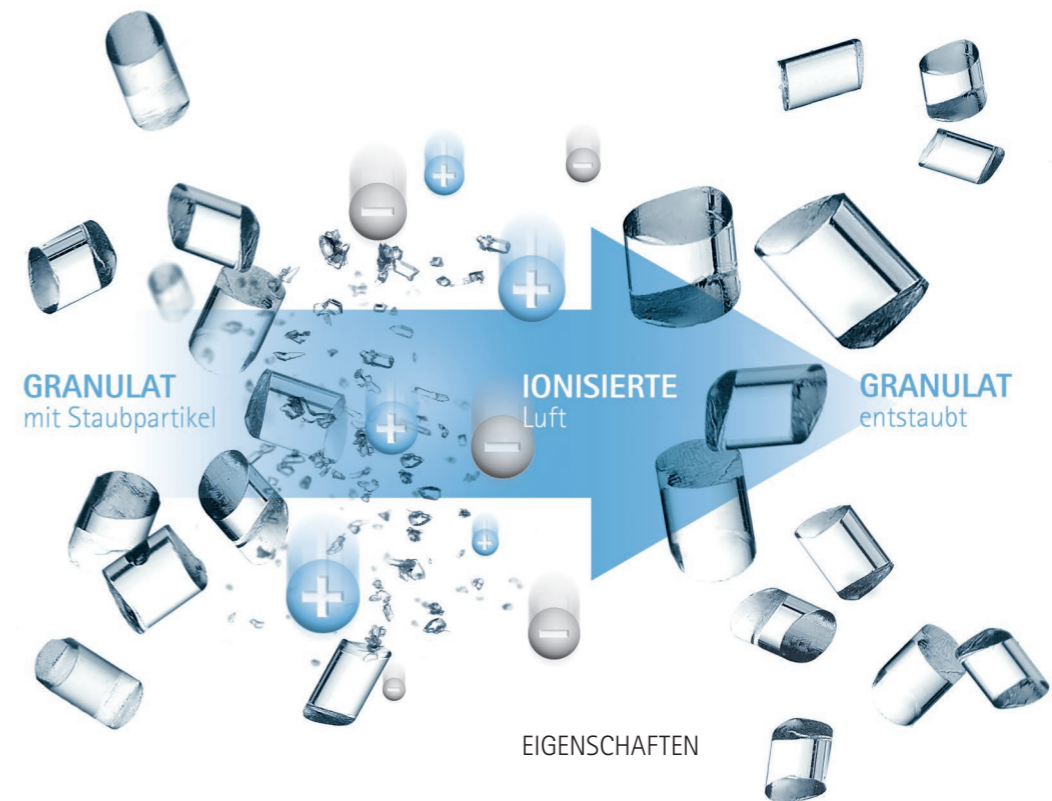 GRANULAT
mit Staubpartikel
IONISIERTE
Luft
GRANULAT
entstaubt
EIGENSCHAFTEN